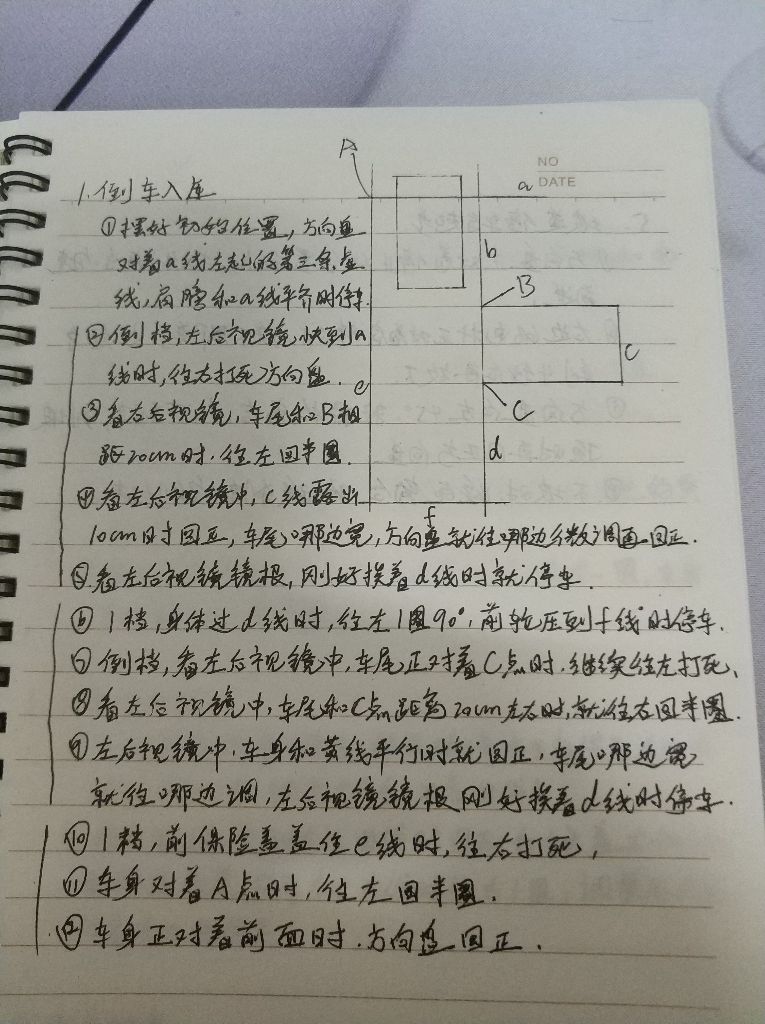 A
NO
DATE
a
1.倒车入库
①摆好初始位置,方向盘
对着a线左起的第三条虚
线,肩膀和a线平齐时停车.
b
B
②倒档,左后视镜快到a
线时,往右打死方向盘.
e
c
③看右后视镜,车尾和B相
距20cm时.往左回半圈.
C
d
④看左后视镜中,C线露出
f
10cm时回正,车尾哪边宽,方向盘就往哪边分数调再回正.
⑤看左后视镜镜根,刚好挨着d线时就停车.
⑥1档,身体过d线时,往左1圈90°,前轮压到f线时停车.
⑦倒档,看左后视镜中,车尾正对着C点时,继续往左打死、
⑧看左后视镜中,车尾和C点距离20cm左右时,就往右回半圈.
⑨左后视镜中,车身和黄线平行时就回正,车尾哪边宽
就往哪边调,左后视镜镜根刚好挨着d线时停车.
⑩1档,前保险盖盖住e线时,往右打死,
⑪车身对着A点时,往左回半圈.
⑫车身正对着前面时.方向盘回正.